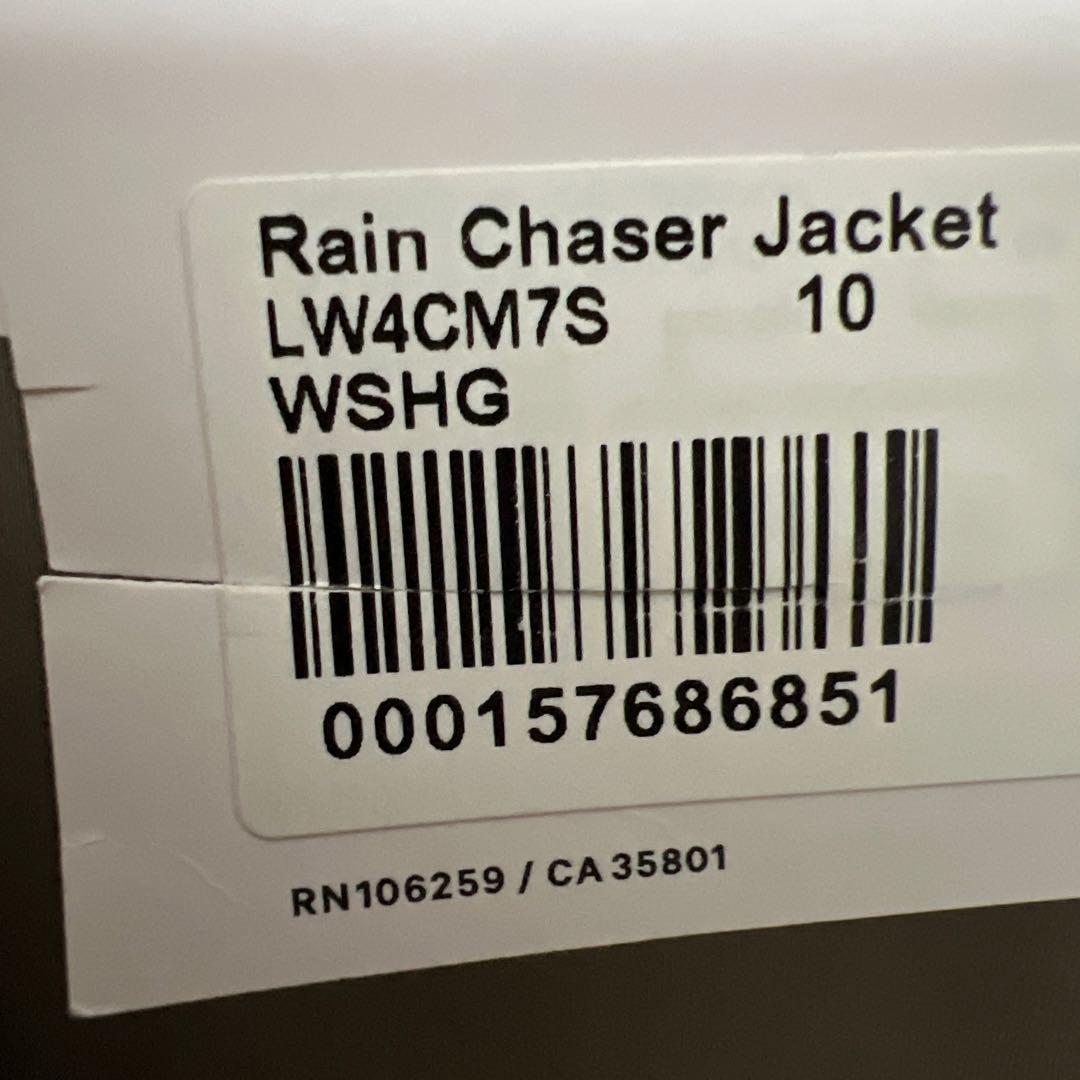 Rain Chaser Jacket
LW4CM7S 10
WSHG
000157686851
RN106259 / CA 35801